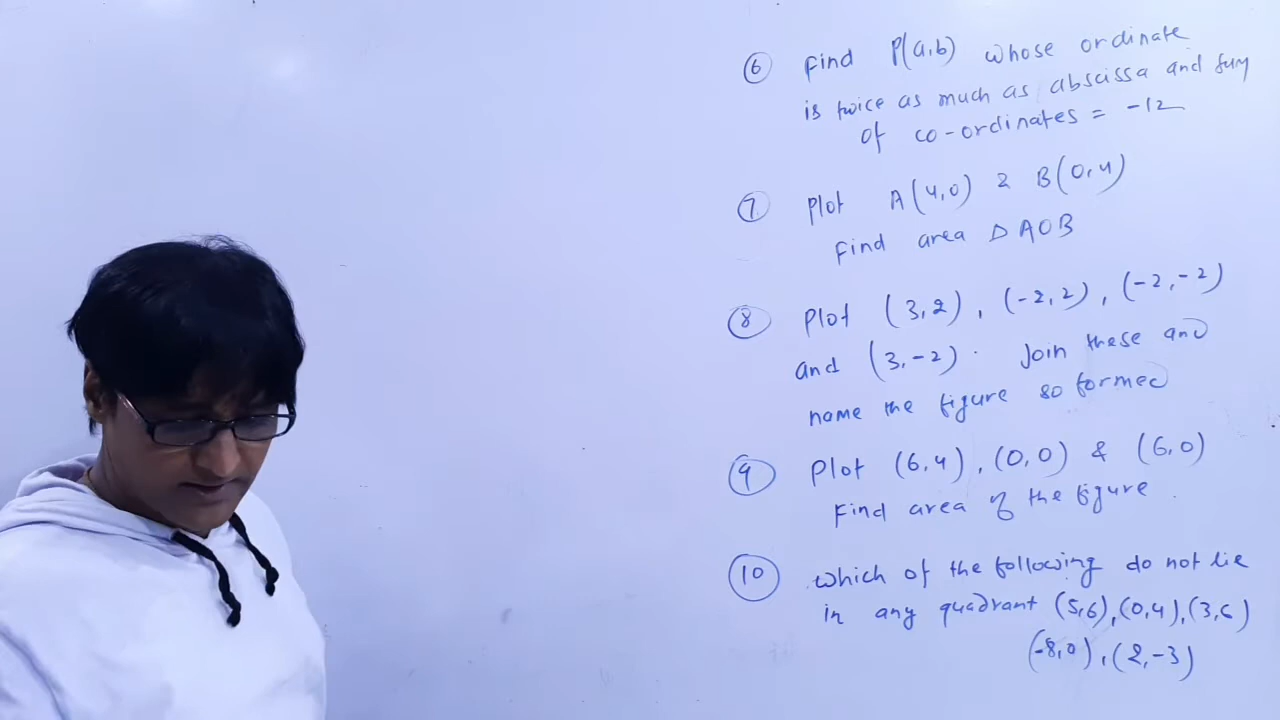 ⑥ Find P(a,b) whose ordinate
is twice as much as abscissa and sum
of co-ordinates = -12
⑦ Plot A(4,0) & B(0,4)
Find area Δ AOB
⑧ Plot (3,2), (-2,2), (-2,-2)
and (3,-2). Join these and
name the figure so formed
⑨ Plot (6,4), (0,0) & (6,0)
Find area of the figure.
⑩ which of the following do not lie
in any quadrant (5,6), (0,4), (3,6)
(-8,0), (2,-3)